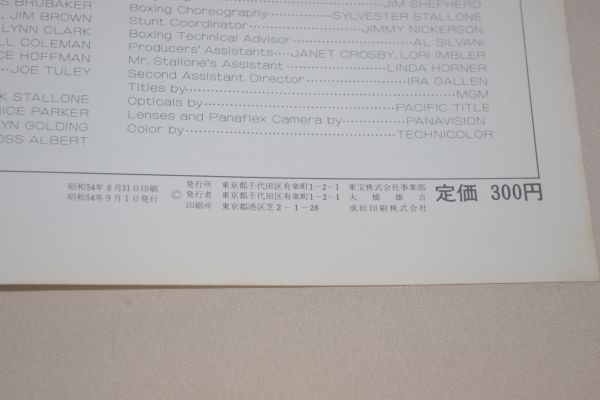 BRUBAKER
JIM BROWN
LYNN CLARK
COLEMAN
HOFFMAN
JOE TULEY
STALLONE
PARKER
GOLDING
ALBERT
JIM SHEPHERD
Boxing Choreography SYLVESTER STALLONE
Stunt Coordinator JIMMY NICKERSON
Boxing Technical Advisor AL SILVANI
Producers' Assistants JANET CROSBY, LORI IMBLER
Mr. Stallone's Assistant LINDA HORNER
Second Assistant Director IRA GALLEN
Titles by MGM
Opticals by PACIFIC TITLE
Lenses and Panaflex Camera by PANAVISION
Color by TECHNICOLOR
昭和54年8月31日印刷
昭和54年9月1日発行
©
発行所 東京都千代田区有楽町1-2-1 東宝株式会社事業部
発行者 東京都千代田区有楽町1-2-1 大橋雄吉
印刷所 東京都港区芝2-1-28 成旺印刷株式会社
定価 300円